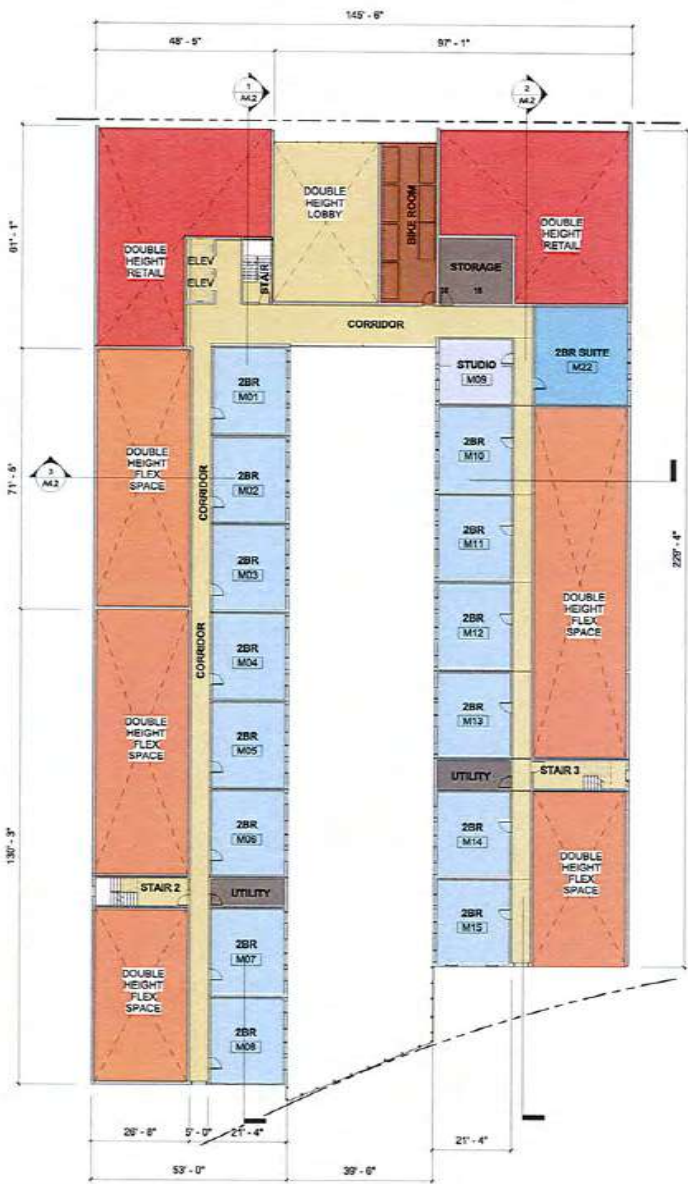 145' - 6"
48' - 5"
97' - 1"
1
A4.2
2
A4.2
61' - 1"
DOUBLE
HEIGHT
RETAIL
ELEV
ELEV
STAIR
DOUBLE
HEIGHT
LOBBY
BIKE ROOM
STORAGE
DOUBLE
HEIGHT
RETAIL
CORRIDOR
2BR
M01
STUDIO
M09
2BR SUITE
M22
71' - 5"
3
A4.2
DOUBLE
HEIGHT
FLEX
SPACE
CORRIDOR
2BR
M02
2BR
M10
2BR
M03
2BR
M11
229' - 4"
DOUBLE
HEIGHT
FLEX
SPACE
CORRIDOR
2BR
M04
2BR
M12
DOUBLE
HEIGHT
FLEX
SPACE
2BR
M05
2BR
M13
2BR
M06
UTILITY
STAIR 3
130' - 3"
2BR
M14
STAIR 2
UTILITY
DOUBLE
HEIGHT
FLEX
SPACE
2BR
M07
2BR
M15
DOUBLE
HEIGHT
FLEX
SPACE
2BR
M08
26' - 8"
5' - 0"
21' - 4"
21' - 4"
53' - 0"
39' - 6"